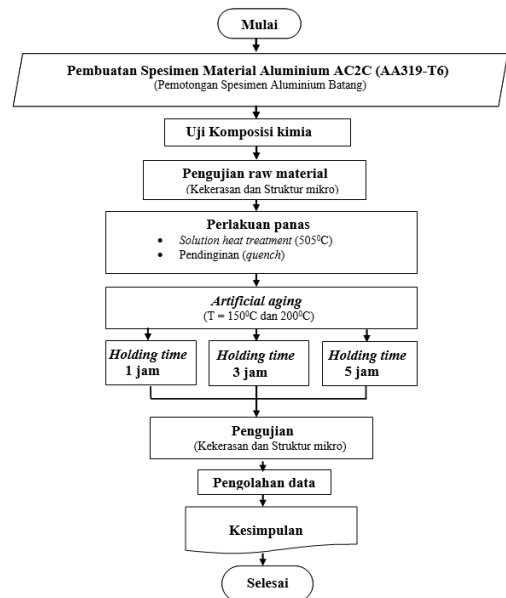 Mulai
Pembuatan Spesimen Material Aluminium AC2C (AA319-T6)
(Pemotongan Spesimen Aluminium Batang)
Uji Komposisi kimia
Pengujian raw material
(Kekerasan dan Struktur mikro)
Perlakuan panas
• Solution heat treatment (505⁰C)
• Pendinginan (quench)
Artificial aging
(T = 150⁰C dan 200⁰C)
Holding time
1 jam
Holding time
3 jam
Holding time
5 jam
Pengujian
(Kekerasan dan Struktur mikro)
Pengolahan data
Kesimpulan
Selesai